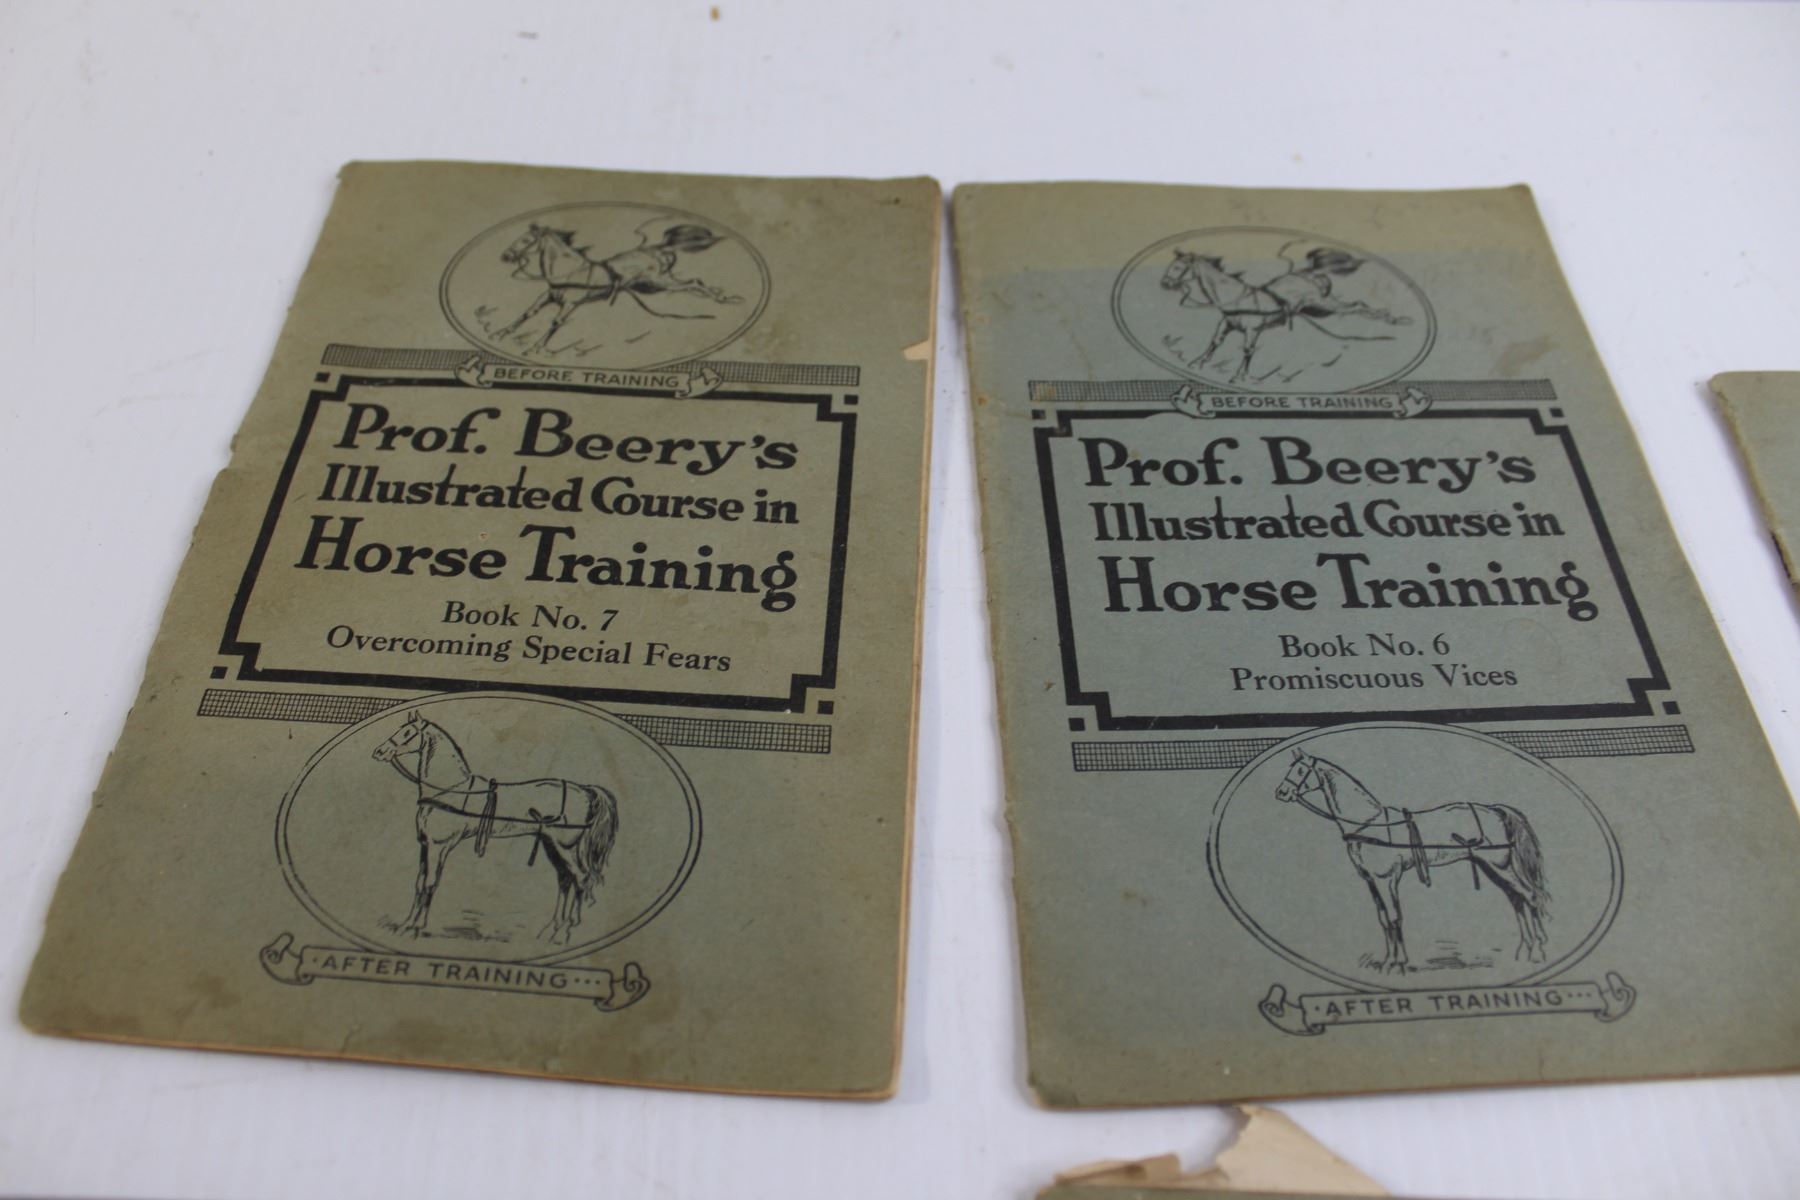 BEFORE TRAINING
Prof. Beery's
Illustrated Course in
Horse Training
Book No. 7
Overcoming Special Fears
·AFTER TRAINING···
BEFORE TRAINING
Prof. Beery's
Illustrated Course in
Horse Training
Book No. 6
Promiscuous Vices
·AFTER TRAINING···